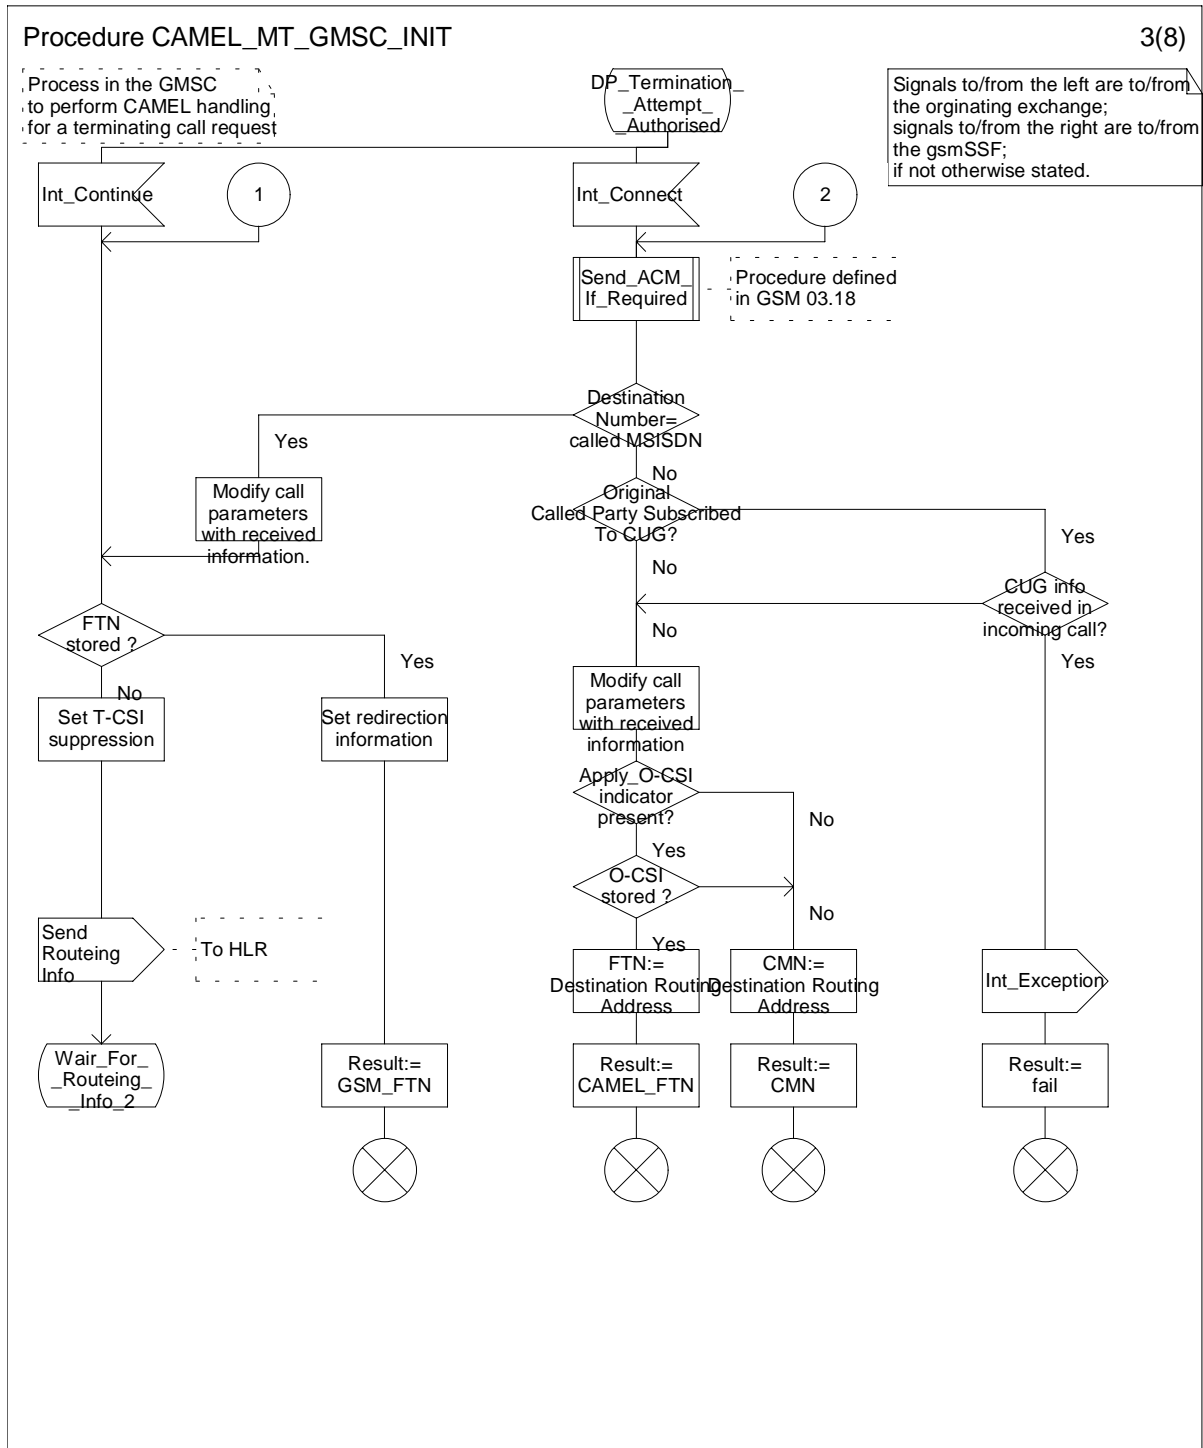 Procedure CAMEL_MT_GMSC_INIT
3(8)
Process in the GMSC
to perform CAMEL handling
for a terminating call request
DP_Termination_
_Attempt_
_Authorised
Signals to/from the left are to/from
the orginating exchange;
signals to/from the right are to/from
the gsmSSF;
if not otherwise stated.
Int_Continue
1
Int_Connect
2
Send_ACM_
If_Required
Procedure defined
in GSM 03.18
Destination
Number=
called MSISDN
Yes
No
Modify call
parameters
with received
information.
Original
Called Party Subscribed
To CUG?
Yes
No
CUG info
received in
incoming call?
No
Yes
FTN
stored ?
Yes
No
Set T-CSI
suppression
Set redirection
information
Modify call
parameters
with received
information
Apply_O-CSI
indicator
present?
No
Yes
O-CSI
stored ?
No
Yes
Send
Routeing
Info
To HLR
FTN:=
Destination Routing
Address
CMN:=
Destination Routing
Address
Int_Exception
Wair_For_
_Routeing_
_Info_2
Result:=
GSM_FTN
Result:=
CAMEL_FTN
Result:=
CMN
Result:=
fail